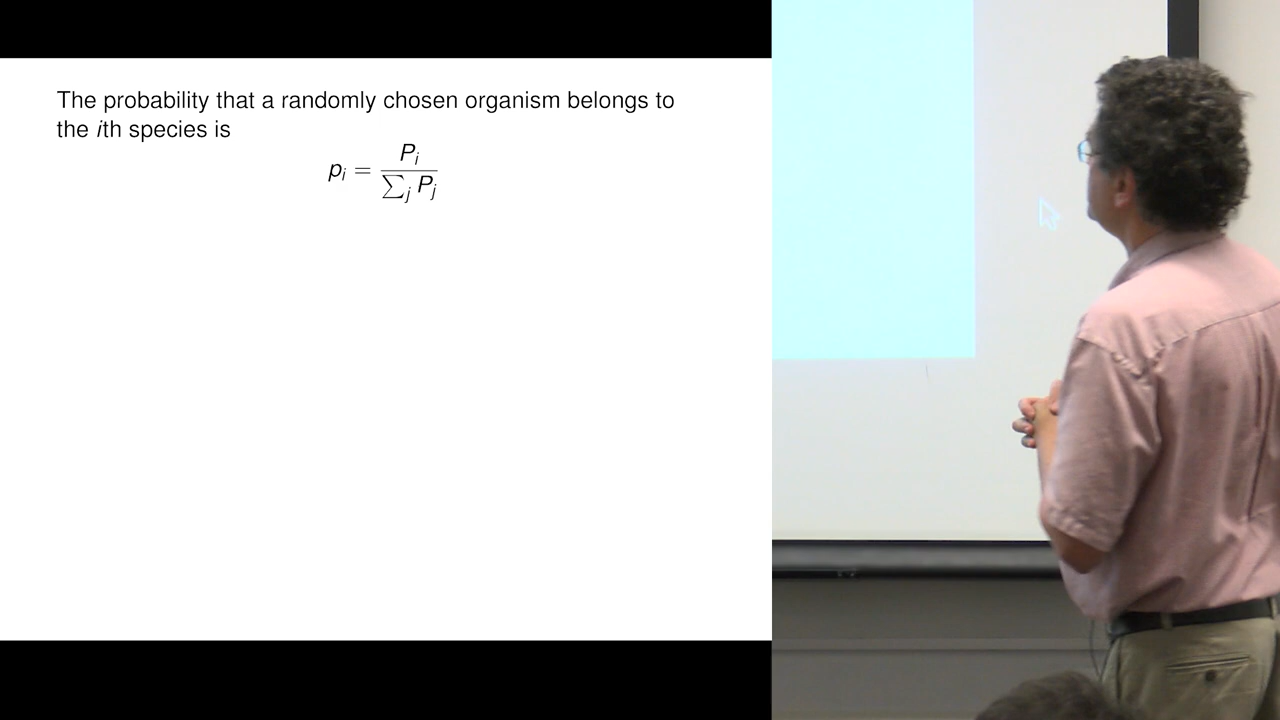 The probability that a randomly chosen organism belongs to
the ith species is
p_i = P_i / ∑_j P_j